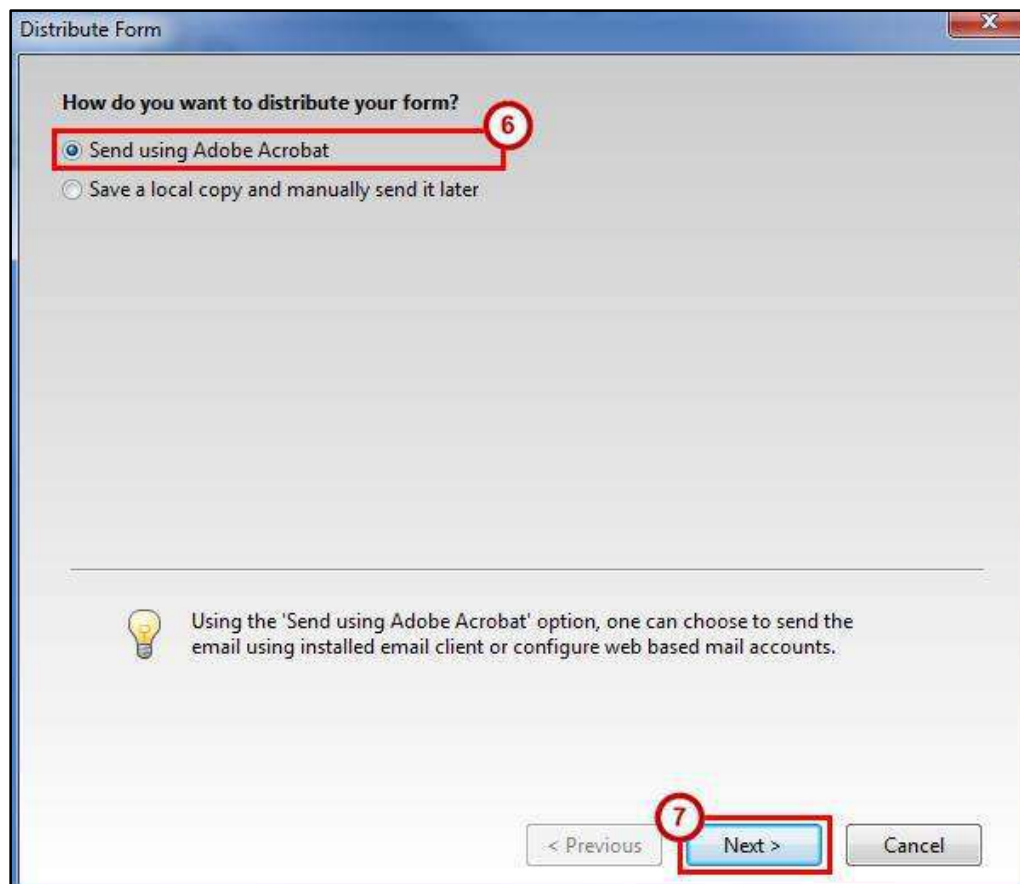 Distribute Form
X
How do you want to distribute your form?
6
Send using Adobe Acrobat
Save a local copy and manually send it later
Using the 'Send using Adobe Acrobat' option, one can choose to send the
email using installed email client or configure web based mail accounts.
7
< Previous
Next >
Cancel